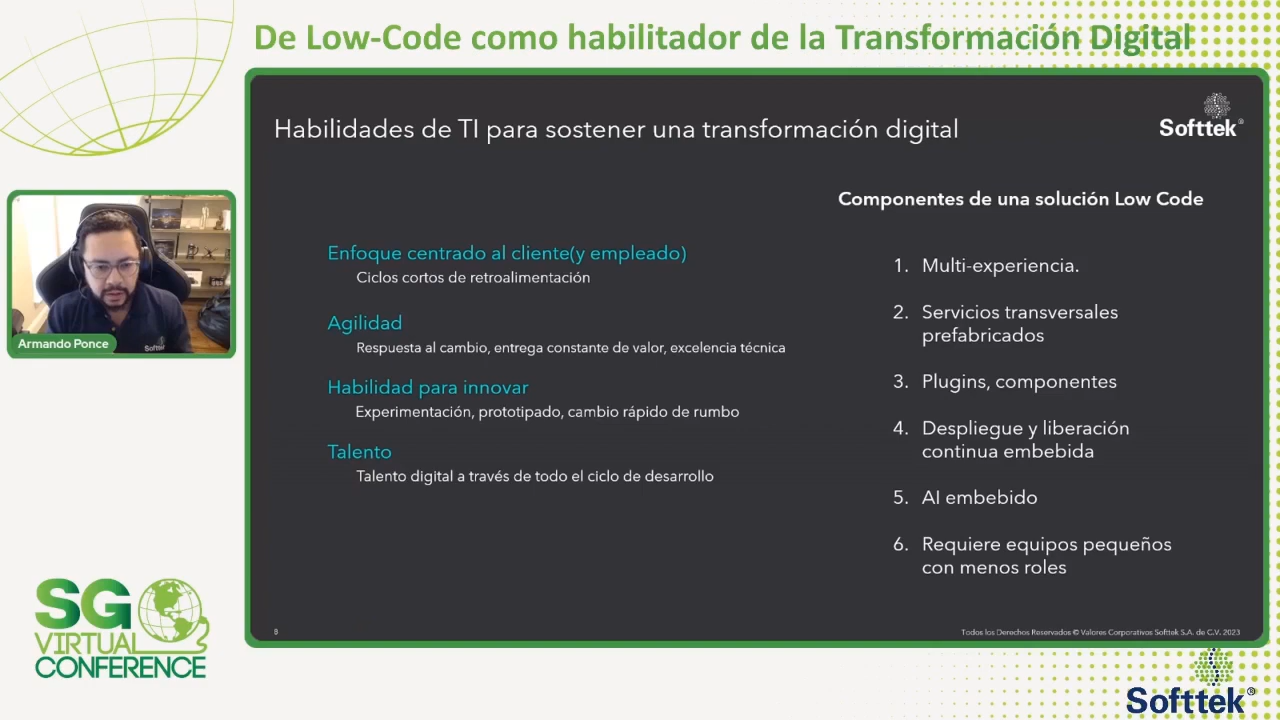 De Low-Code como habilitador de la Transformación Digital
Habilidades de TI para sostener una transformación digital
Softtek®
Componentes de una solución Low Code
Enfoque centrado al cliente(y empleado)
Ciclos cortos de retroalimentación
Agilidad
Respuesta al cambio, entrega constante de valor, excelencia técnica
Habilidad para innovar
Experimentación, prototipado, cambio rápido de rumbo
Talento
Talento digital a través de todo el ciclo de desarrollo
1. Multi-experiencia.
2. Servicios transversales
prefabricados
3. Plugins, componentes
4. Despliegue y liberación
continua embebida
5. AI embebido
6. Requiere equipos pequeños
con menos roles
8
Todos los Derechos Reservados © Valores Corporativos Softtek S.A. de C.V. 2023
Softtek
Armando Ponce
SG
VIRTUAL
CONFERENCE
Softtek®